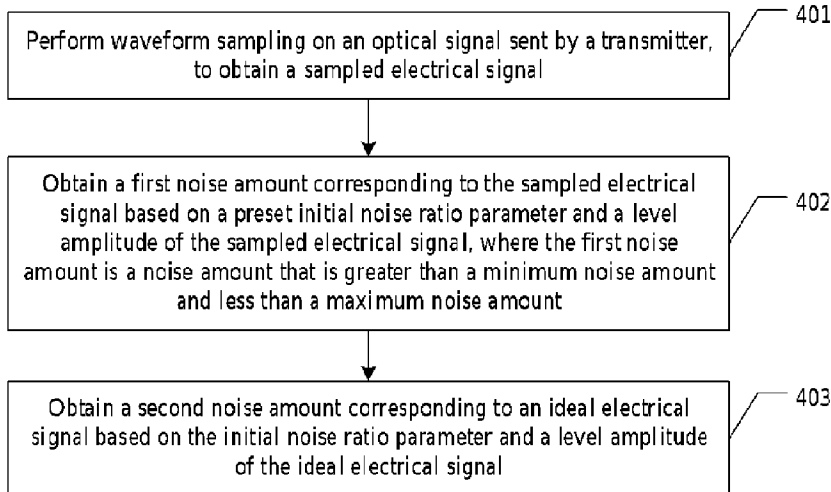 Perform waveform sampling on an optical signal sent by a transmitter,
to obtain a sampled electrical signal
401
Obtain a first noise amount corresponding to the sampled electrical
signal based on a preset initial noise ratio parameter and a level
amplitude of the sampled electrical signal, where the first noise
amount is a noise amount that is greater than a minimum noise amount
and less than a maximum noise amount
402
Obtain a second noise amount corresponding to an ideal electrical
signal based on the initial noise ratio parameter and a level amplitude
of the ideal electrical signal
403